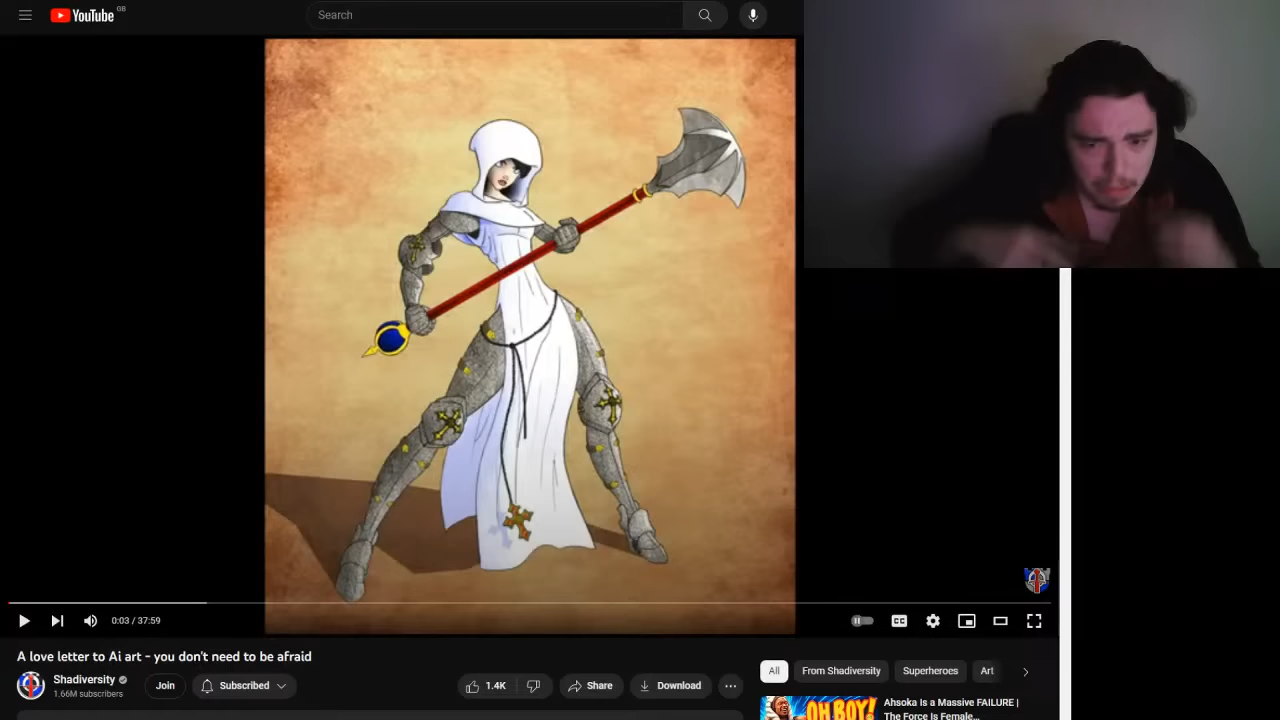 YouTube GB
Search
0:03 / 37:59
CC
A love letter to Ai art - you don't need to be afraid
Shadiversity
1.66M subscribers
Join
Subscribed
1.4K
Share
Download
All
From Shadiversity
Superheroes
Art
OH BOY!
Ahsoka Is a Massive FAILURE |
The Force Is Female...